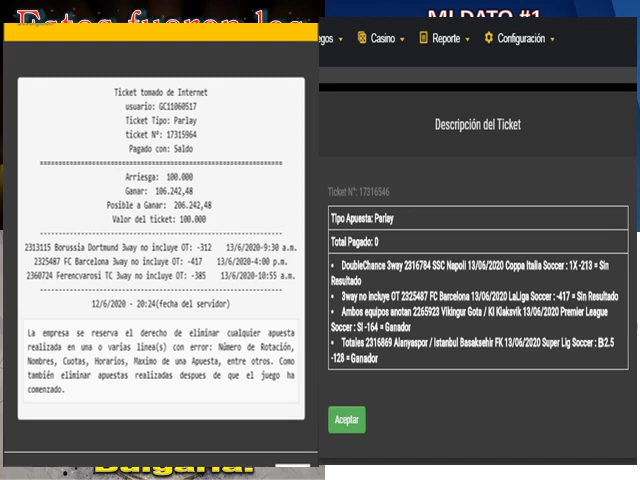 Estos fueron los
Ticket tomado de Internet
usuario: GC11060517
Ticket Tipo: Parlay
ticket Nº: 17315964
Pagado con: Saldo
Arriesga: 100.000
Ganar: 106.242,48
Posible a Ganar: 206.242,48
Valor del ticket: 100.000
2313115 Borussia Dortmund 3way no incluye OT: -312 13/6/2020-9:30 a.m.
2325487 FC Barcelona 3way no incluye OT: -417 13/6/2020-4:00 p.m.
2360724 Ferencvarosi TC 3way no incluye OT: -385 13/6/2020-10:55 a.m.
12/6/2020 - 20:24(fecha del servidor)
La empresa se reserva el derecho de eliminar cualquier apuesta
realizada en una o varias linea(s) con error: Número de Rotación,
Nombres, Cuotas, Horarios, Maximo de una Apuesta, entre otros. Como
también eliminar apuestas realizadas despues de que el juego ha
comenzado.
Bulgaria!
MI DATO #1
egos Casino Reporte Configuración
Descripción del Ticket
Ticket N°: 17316546
Tipo Apuesta: Parlay
Total Pagado: 0
• DoubleChance 3way 2316784 SSC Napoli 13/06/2020 Coppa Italia Soccer : 1X -213 = Sin
Resultado
• 3way no incluye OT 2325487 FC Barcelona 13/06/2020 LaLiga Soccer : -417 = Sin Resultado
• Ambos equipos anotan 2265923 Vikingur Gota / KI Klaksvik 13/06/2020 Premier League
Soccer : SI -164 = Ganador
• Totales 2316869 Alanyaspor / Istanbul Basaksehir FK 13/06/2020 Super Lig Soccer : B2.5
-128 = Ganador
Aceptar